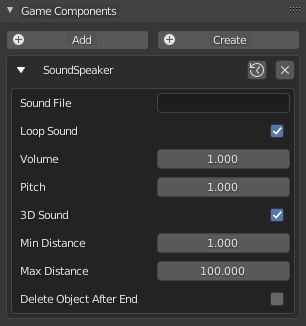 Game Components
Add Create
SoundSpeaker
Sound File
Loop Sound
Volume 1.000
Pitch 1.000
3D Sound
Min Distance 1.000
Max Distance 100.000
Delete Object After End